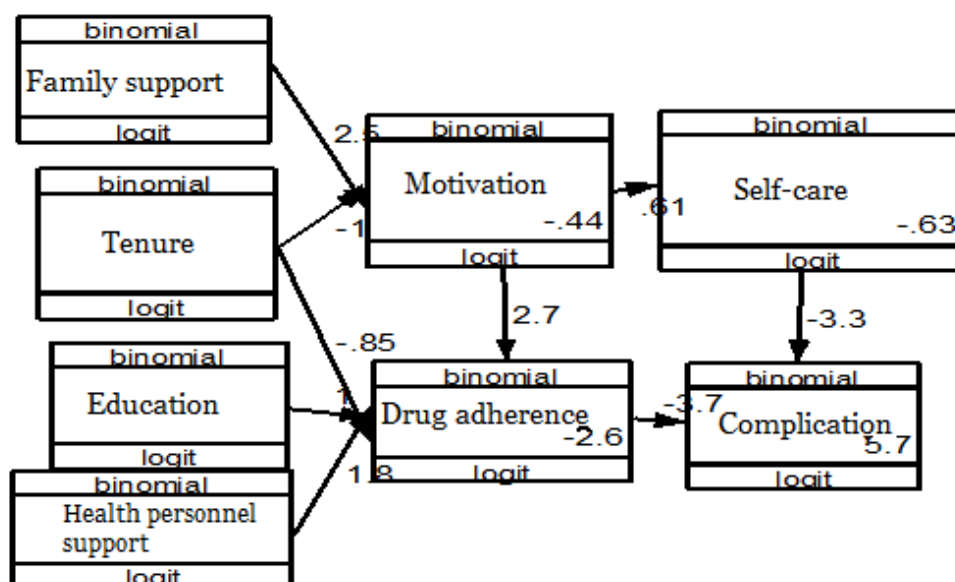 binomial
Family support
logit
binomial
Tenure
logit
binomial
Education
logit
binomial
Health personnel
support
logit
2.5
-1
-.85
1.8
binomial
Motivation
-.44
logit
.61
2.7
binomial
Self-care
-.63
logit
-3.3
binomial
Drug adherence
-2.6
logit
-3.7
binomial
Complication
5.7
logit